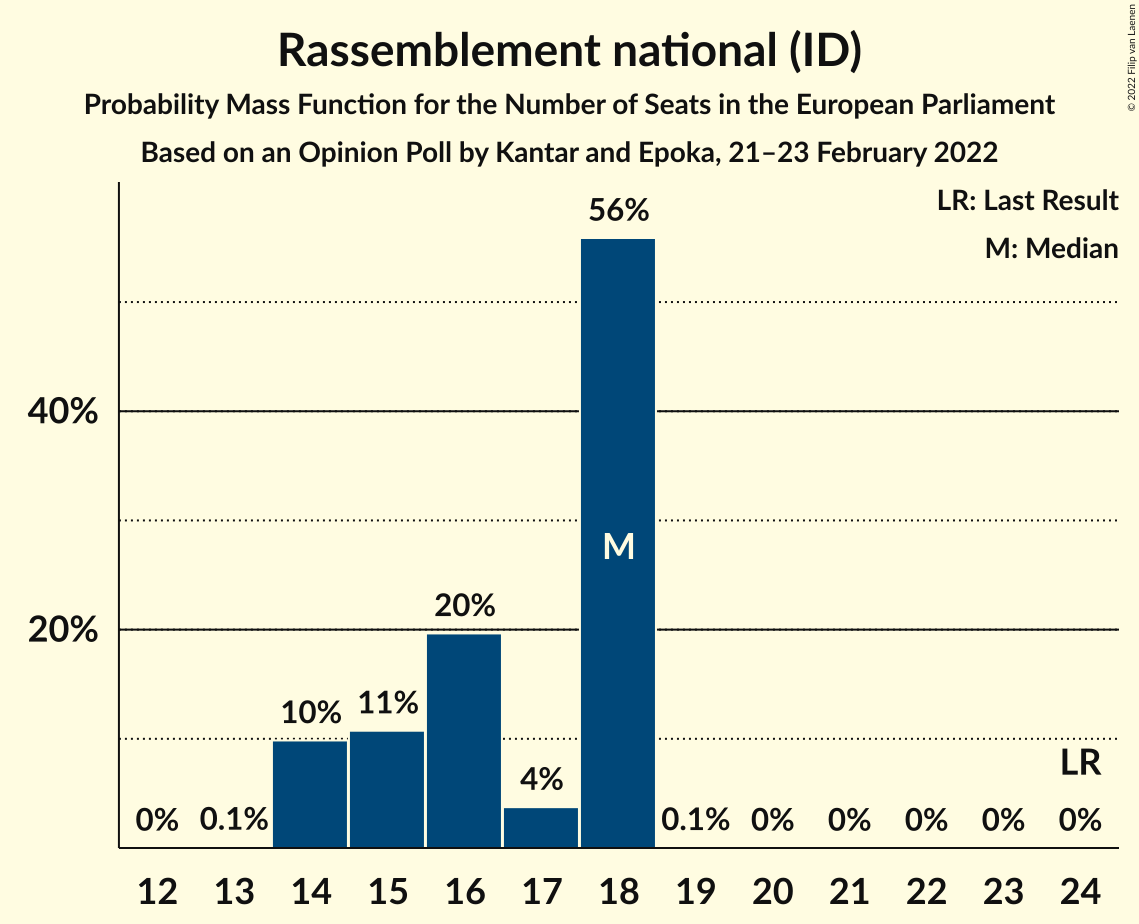 Rassemblement national (ID)
Probability Mass Function for the Number of Seats in the European Parliament
Based on an Opinion Poll by Kantar and Epoka, 21–23 February 2022
© 2022 Filip van Laenen
LR: Last Result
M: Median
56%
40%
M
20%
20%
10%
11%
4%
LR
0%
0.1%
0.1%
0%
0%
0%
0%
0%
12 13 14 15 16 17 18 19 20 21 22 23 24